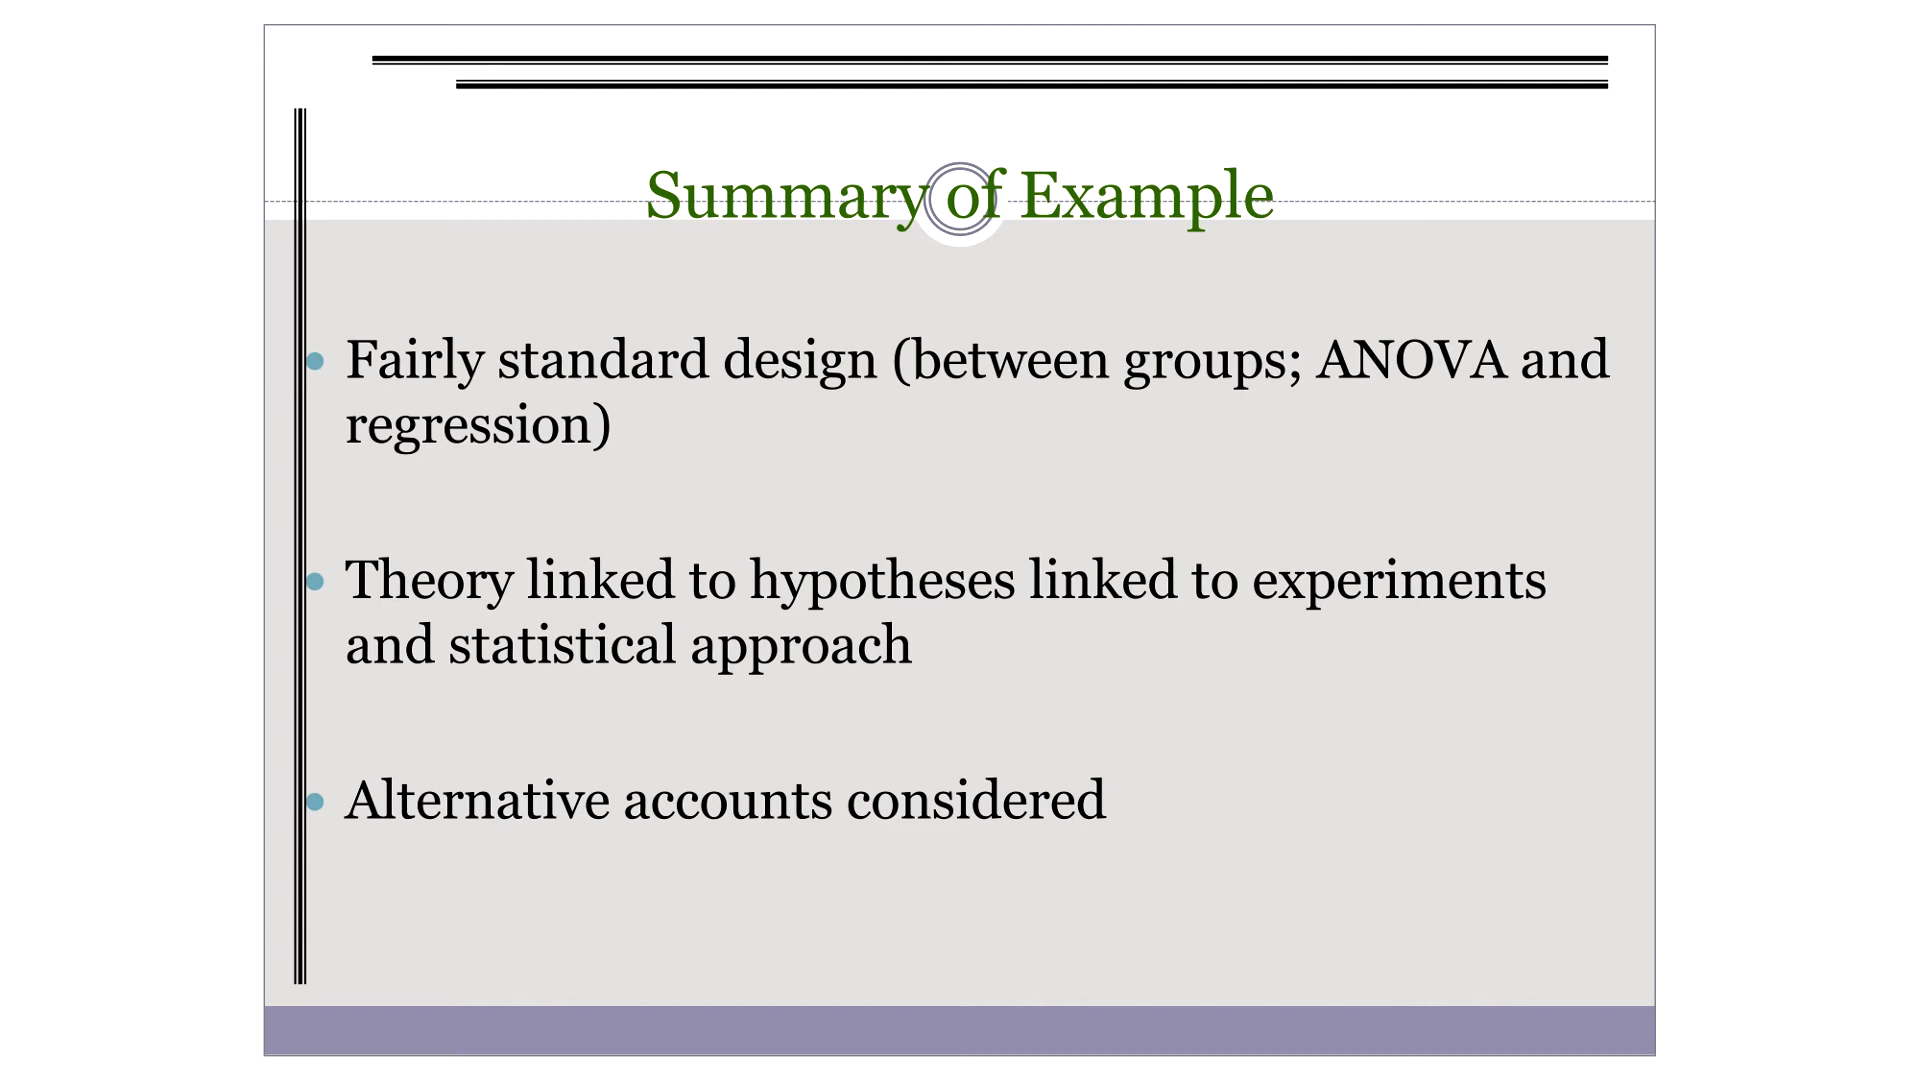 Summary of Example
• Fairly standard design (between groups; ANOVA and
regression)
• Theory linked to hypotheses linked to experiments
and statistical approach
• Alternative accounts considered